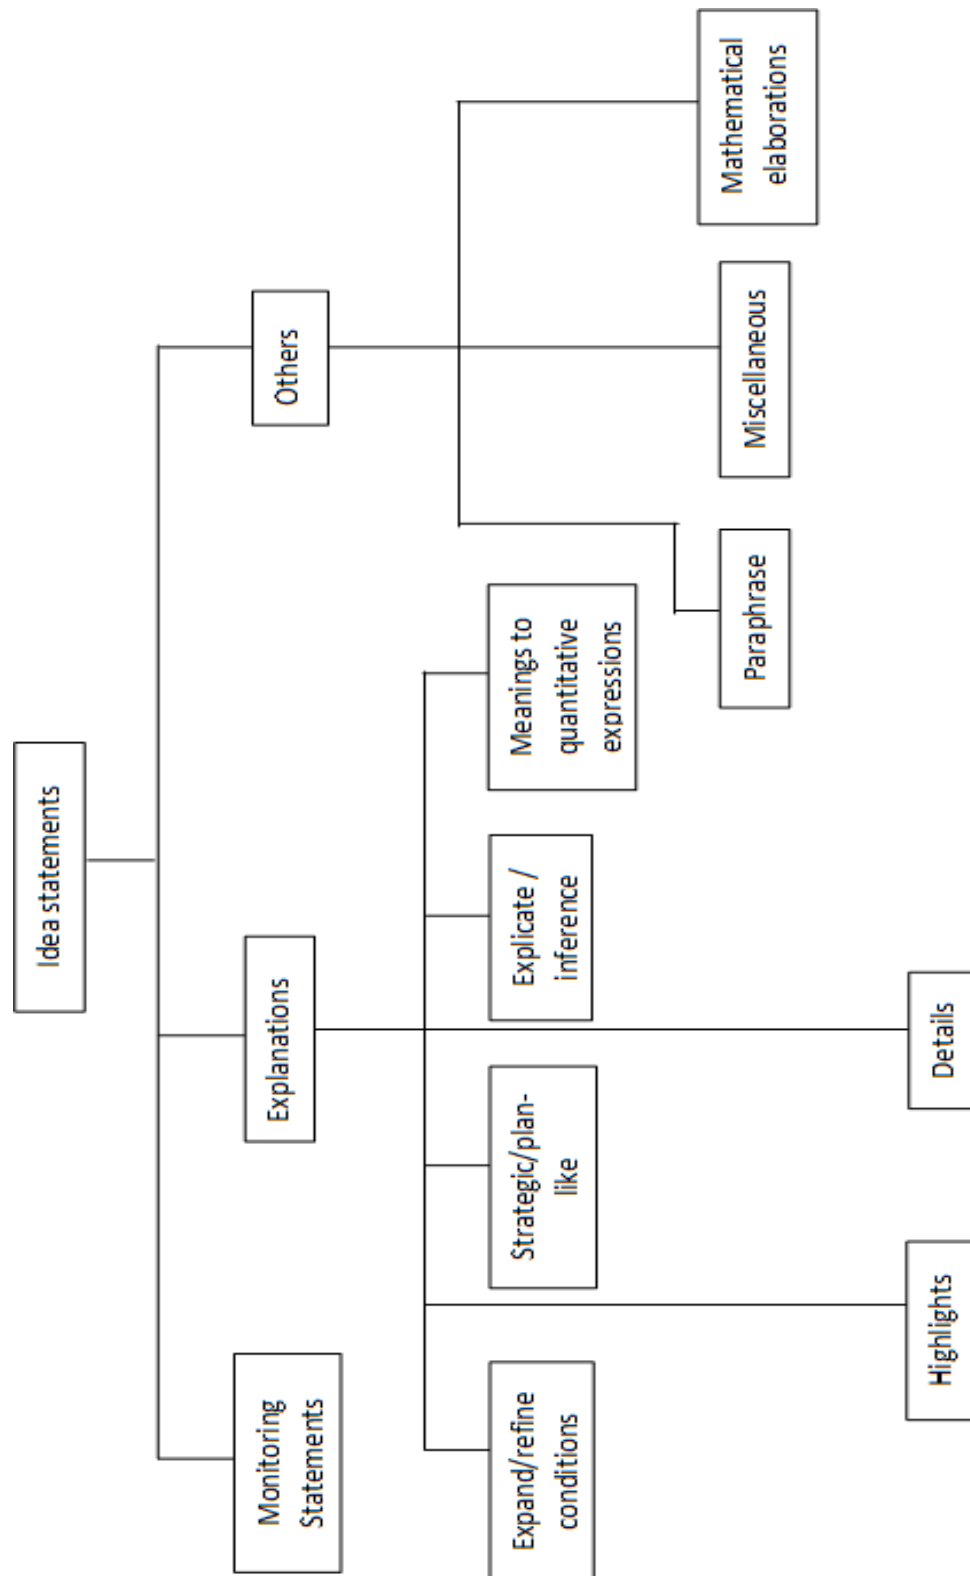 Idea statements
Monitoring
Statements
Explanations
Others
Expand/refine
conditions
Strategic/plan-
like
Explicate /
inference
Meanings to
quantitative
expressions
Highlights
Details
Paraphrase
Miscellaneous
Mathematical
elaborations